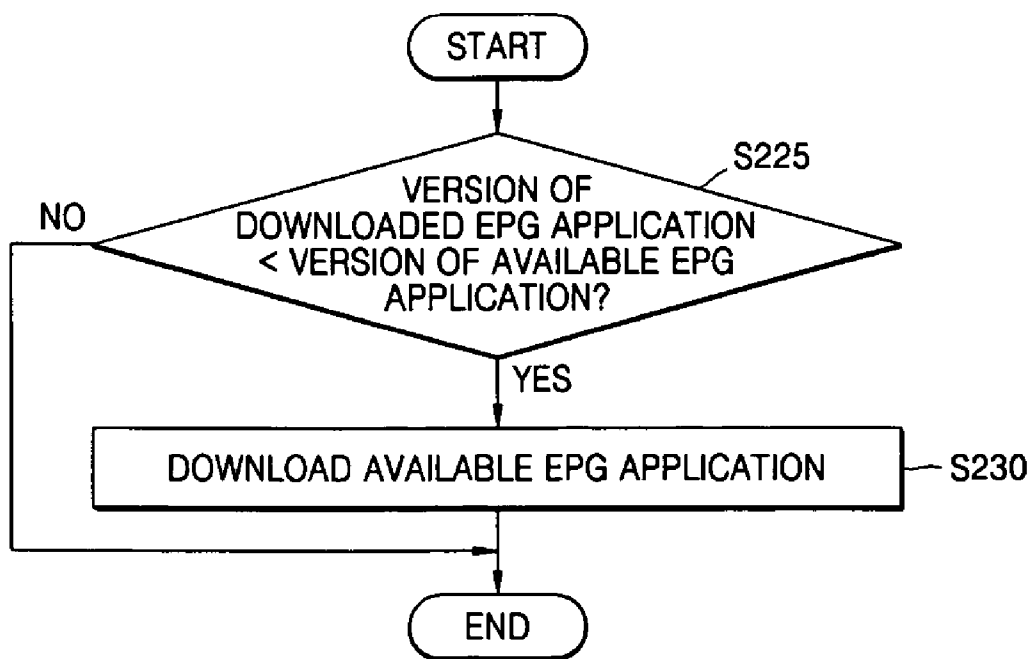 START
S225
VERSION OF
DOWNLOADED EPG APPLICATION
< VERSION OF AVAILABLE EPG
APPLICATION?
NO
YES
DOWNLOAD AVAILABLE EPG APPLICATION
S230
END